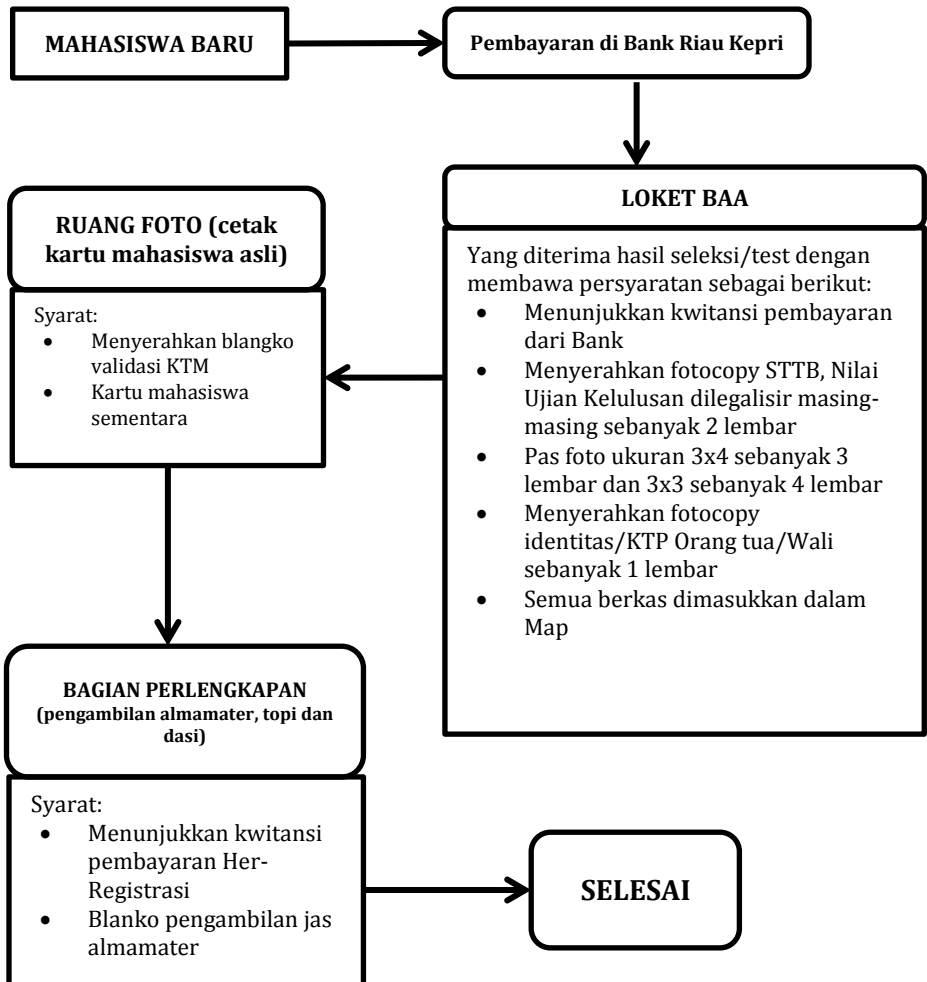 MAHASISWA BARU
Pembayaran di Bank Riau Kepri
LOKET BAA
Yang diterima hasil seleksi/test dengan
membawa persyaratan sebagai berikut:
• Menunjukkan kwitansi pembayaran
dari Bank
• Menyerahkan fotocopy STTB, Nilai
Ujian Kelulusan dilegalisir masing-
masing sebanyak 2 lembar
• Pas foto ukuran 3x4 sebanyak 3
lembar dan 3x3 sebanyak 4 lembar
• Menyerahkan fotocopy
identitas/KTP Orang tua/Wali
sebanyak 1 lembar
• Semua berkas dimasukkan dalam
Map
RUANG FOTO (cetak
kartu mahasiswa asli)
Syarat:
• Menyerahkan blangko
validasi KTM
• Kartu mahasiswa
sementara
BAGIAN PERLENGKAPAN
(pengambilan almamater, topi dan
dasi)
Syarat:
• Menunjukkan kwitansi
pembayaran Her-
Registrasi
• Blanko pengambilan jas
almamater
SELESAI